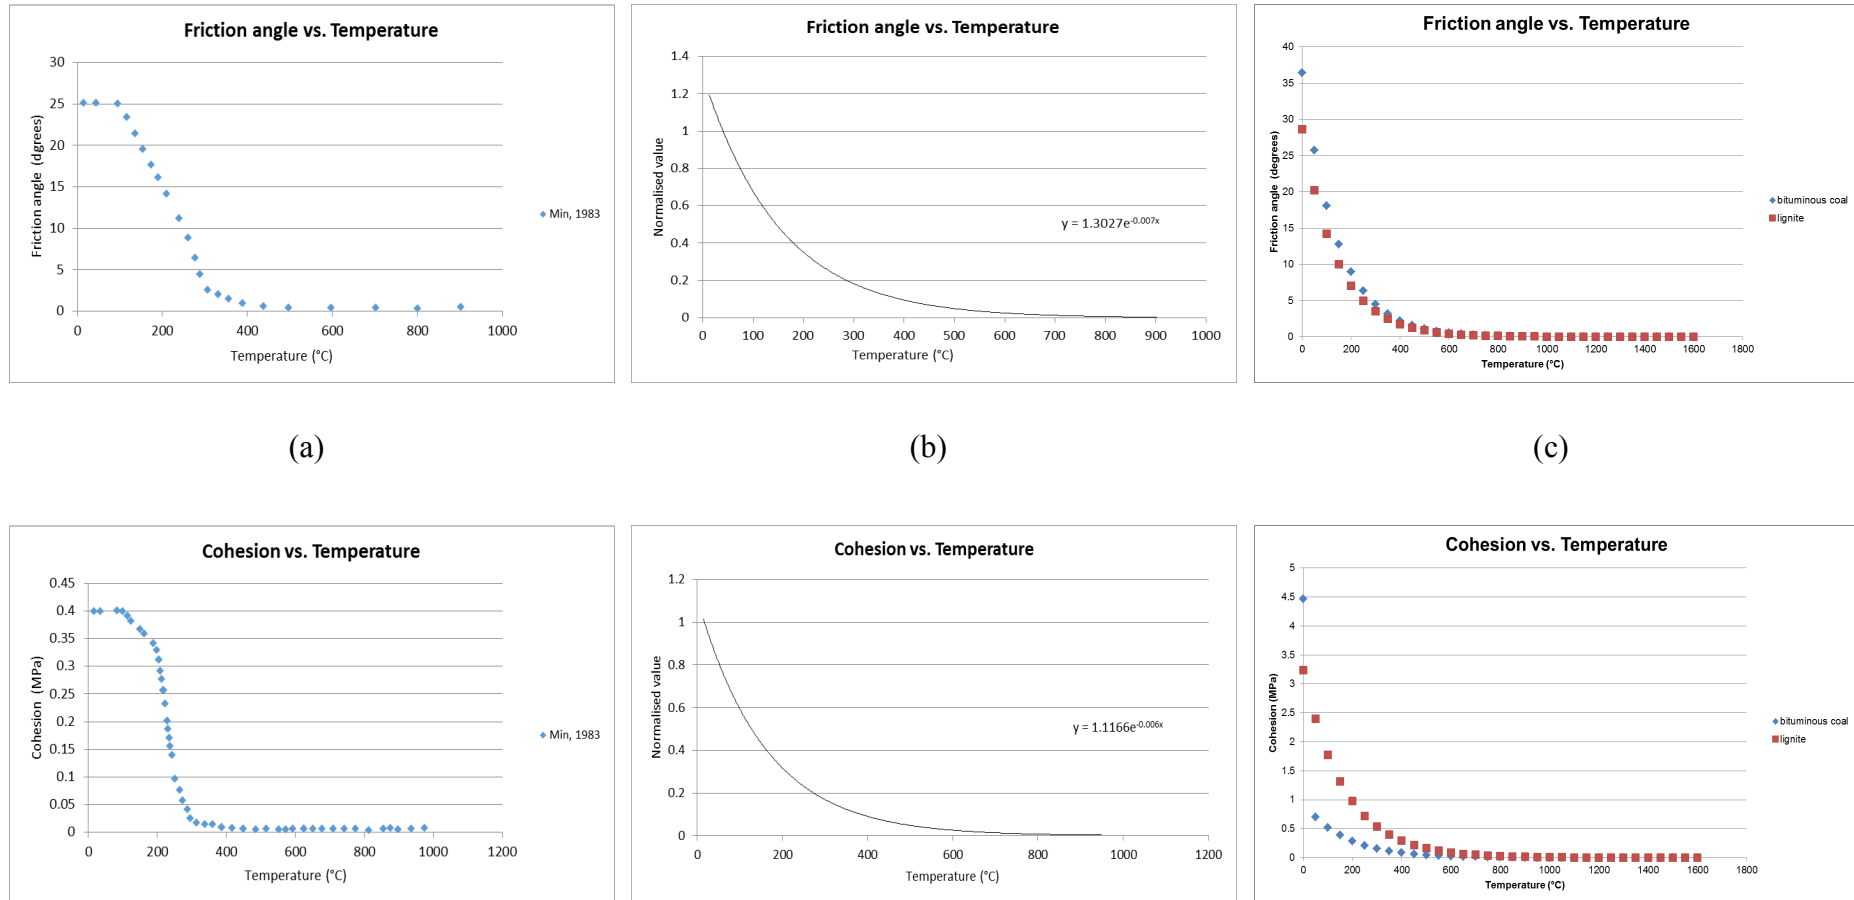 Friction angle vs. Temperature
30
25
20
15
10
5
0
Friction angle (dgrees)
0 200 400 600 800 1000
Temperature (°C)
Min, 1983
Friction angle vs. Temperature
1.4
1.2
1
0.8
0.6
0.4
0.2
0
Normalised value
y = 1.3027e^-0.007x
0 100 200 300 400 500 600 700 800 900 1000
Temperature (°C)
Friction angle vs. Temperature
40
35
30
25
20
15
10
5
0
Friction angle (degrees)
0 200 400 600 800 1000 1200 1400 1600 1800
Temperature (°C)
bituminous coal
lignite
(a) (b) (c)
Cohesion vs. Temperature
0.45
0.4
0.35
0.3
0.25
0.2
0.15
0.1
0.05
0
Cohesion (MPa)
0 200 400 600 800 1000 1200
Temperature (°C)
Min, 1983
Cohesion vs. Temperature
1.2
1
0.8
0.6
0.4
0.2
0
Normalised value
y = 1.1166e^-0.006x
0 200 400 600 800 1000 1200
Temperature (°C)
Cohesion vs. Temperature
5
4.5
4
3.5
3
2.5
2
1.5
1
0.5
0
Cohesion (MPa)
0 200 400 600 800 1000 1200 1400 1600 1800
Temperature (°C)
bituminous coal
lignite